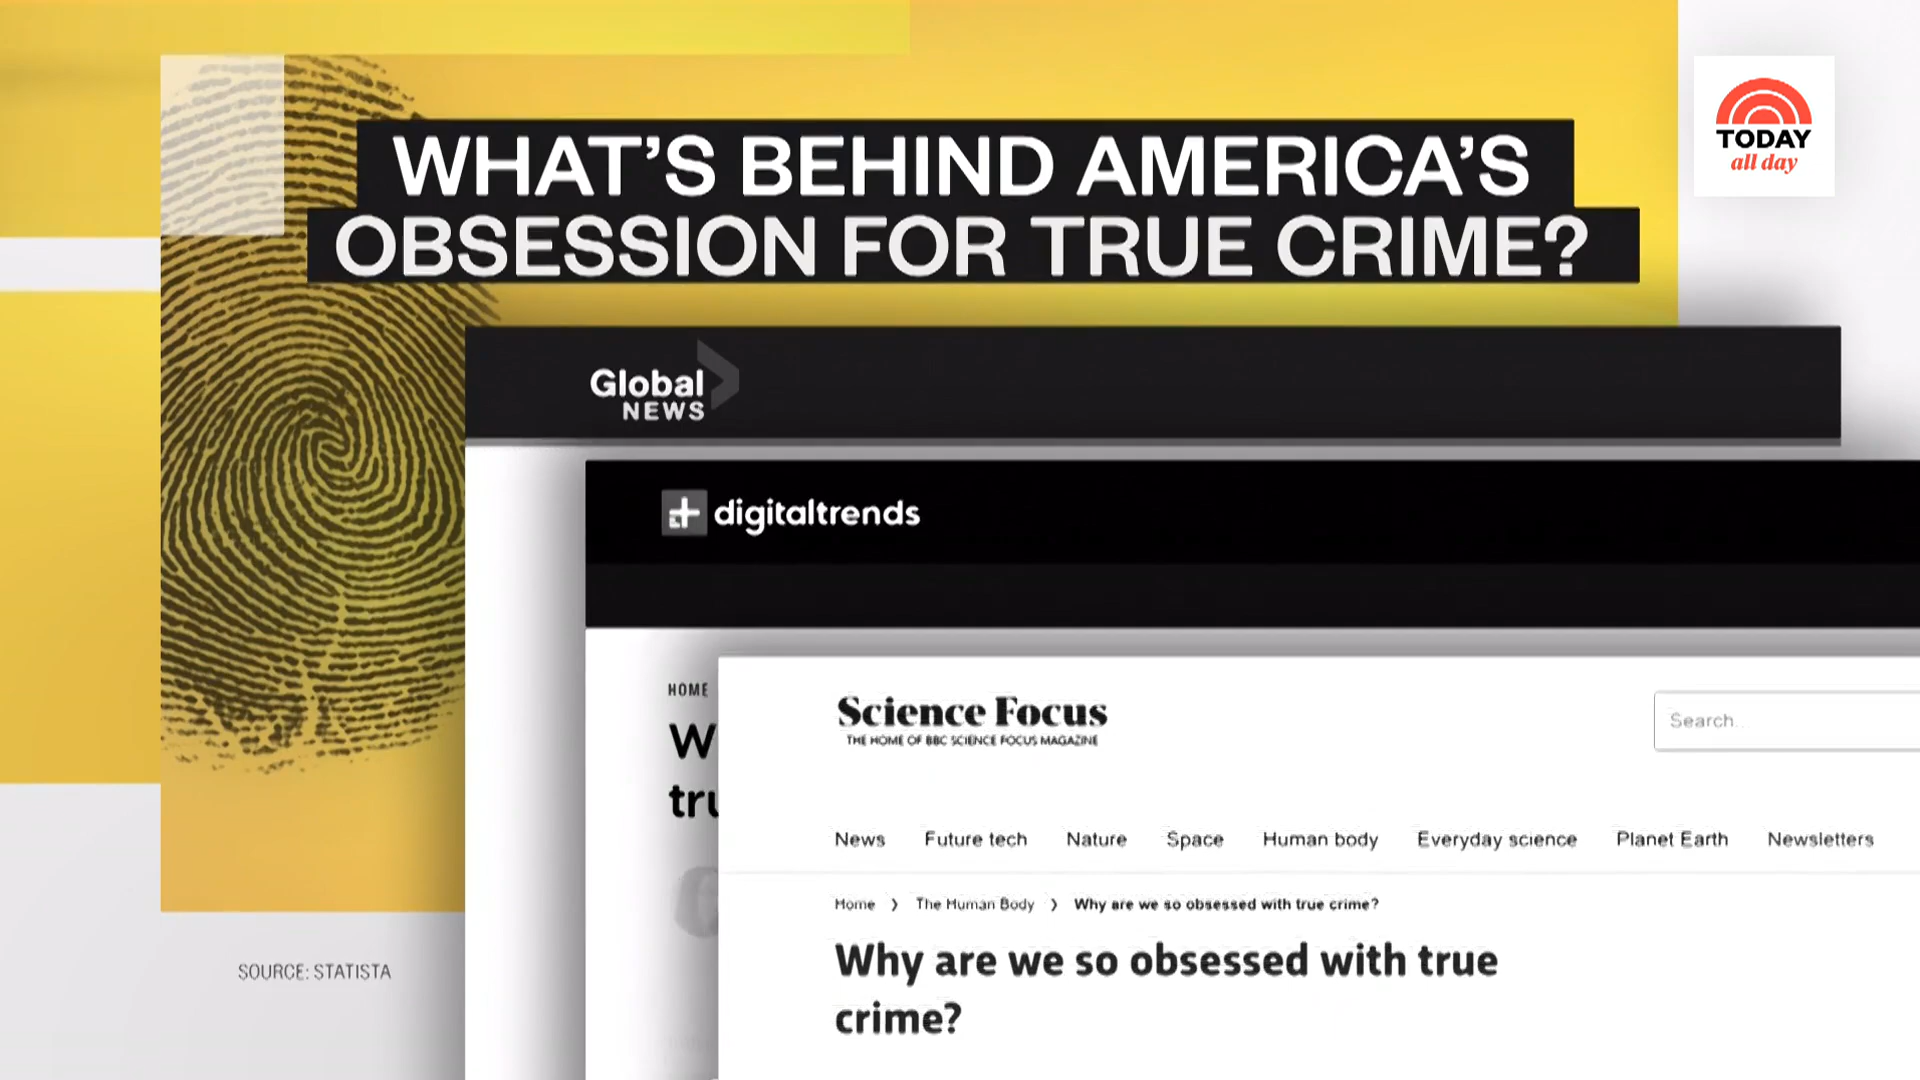 WHAT'S BEHIND AMERICA'S
OBSESSION FOR TRUE CRIME?
TODAY
all day
Global
NEWS
digitaltrends
HOME
Science Focus
THE HOME OF BBC SCIENCE FOCUS MAGAZINE
Search..
News Future tech Nature Space Human body Everyday science Planet Earth Newsletters
Home > The Human Body > Why are we so obsessed with true crime?
Why are we so obsessed with true
crime?
SOURCE: STATISTA